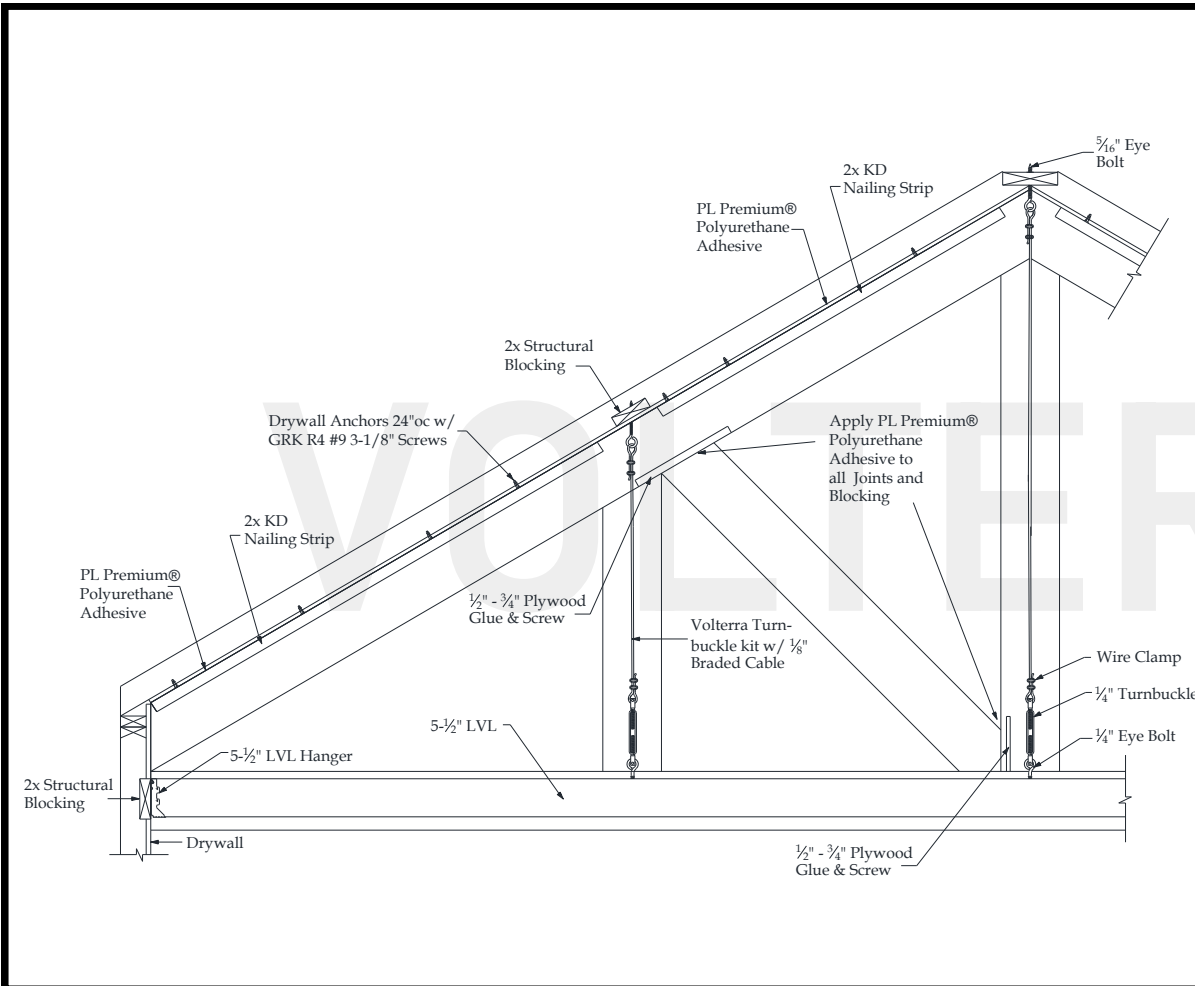 5/16" Eye
Bolt
2x KD
Nailing Strip
PL Premium®
Polyurethane
Adhesive
2x Structural
Blocking
Drywall Anchors 24"oc w/
GRK R4 #9 3-1/8" Screws
Apply PL Premium®
Polyurethane
Adhesive to
all Joints and
Blocking
2x KD
Nailing Strip
PL Premium®
Polyurethane
Adhesive
½" - ¾" Plywood
Glue & Screw
Volterra Turn-
buckle kit w/ ⅛"
Braded Cable
Wire Clamp
¼" Turnbuckle
¼" Eye Bolt
5-½" LVL
5-½" LVL Hanger
2x Structural
Blocking
Drywall
½" - ¾" Plywood
Glue & Screw
VOLTER